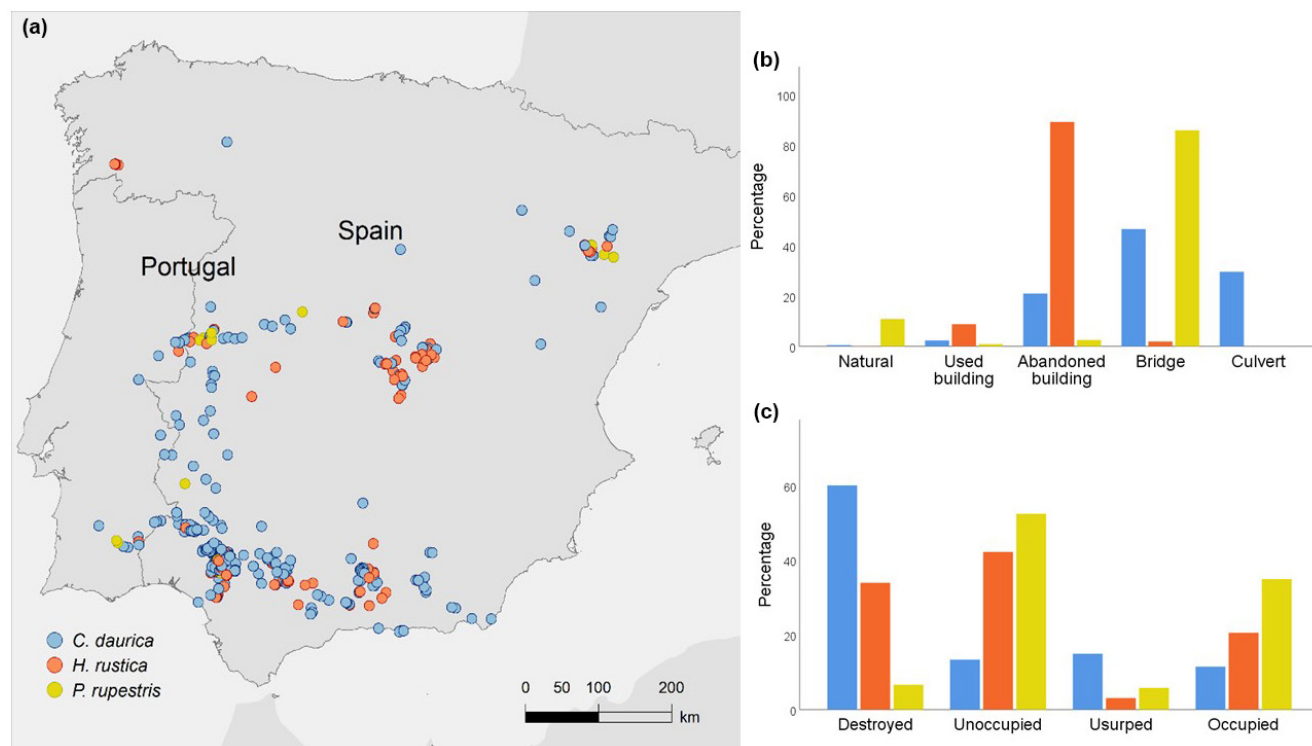 (a)
Spain
Portugal
C. daurica
H. rustica
P. rupestris
0 50 100 200
km
(b)
Percentage
100
80
60
40
20
0
Natural
Used
building
Abandoned
building
Bridge
Culvert
(c)
Percentage
60
40
20
0
Destroyed
Unoccupied
Usurped
Occupied